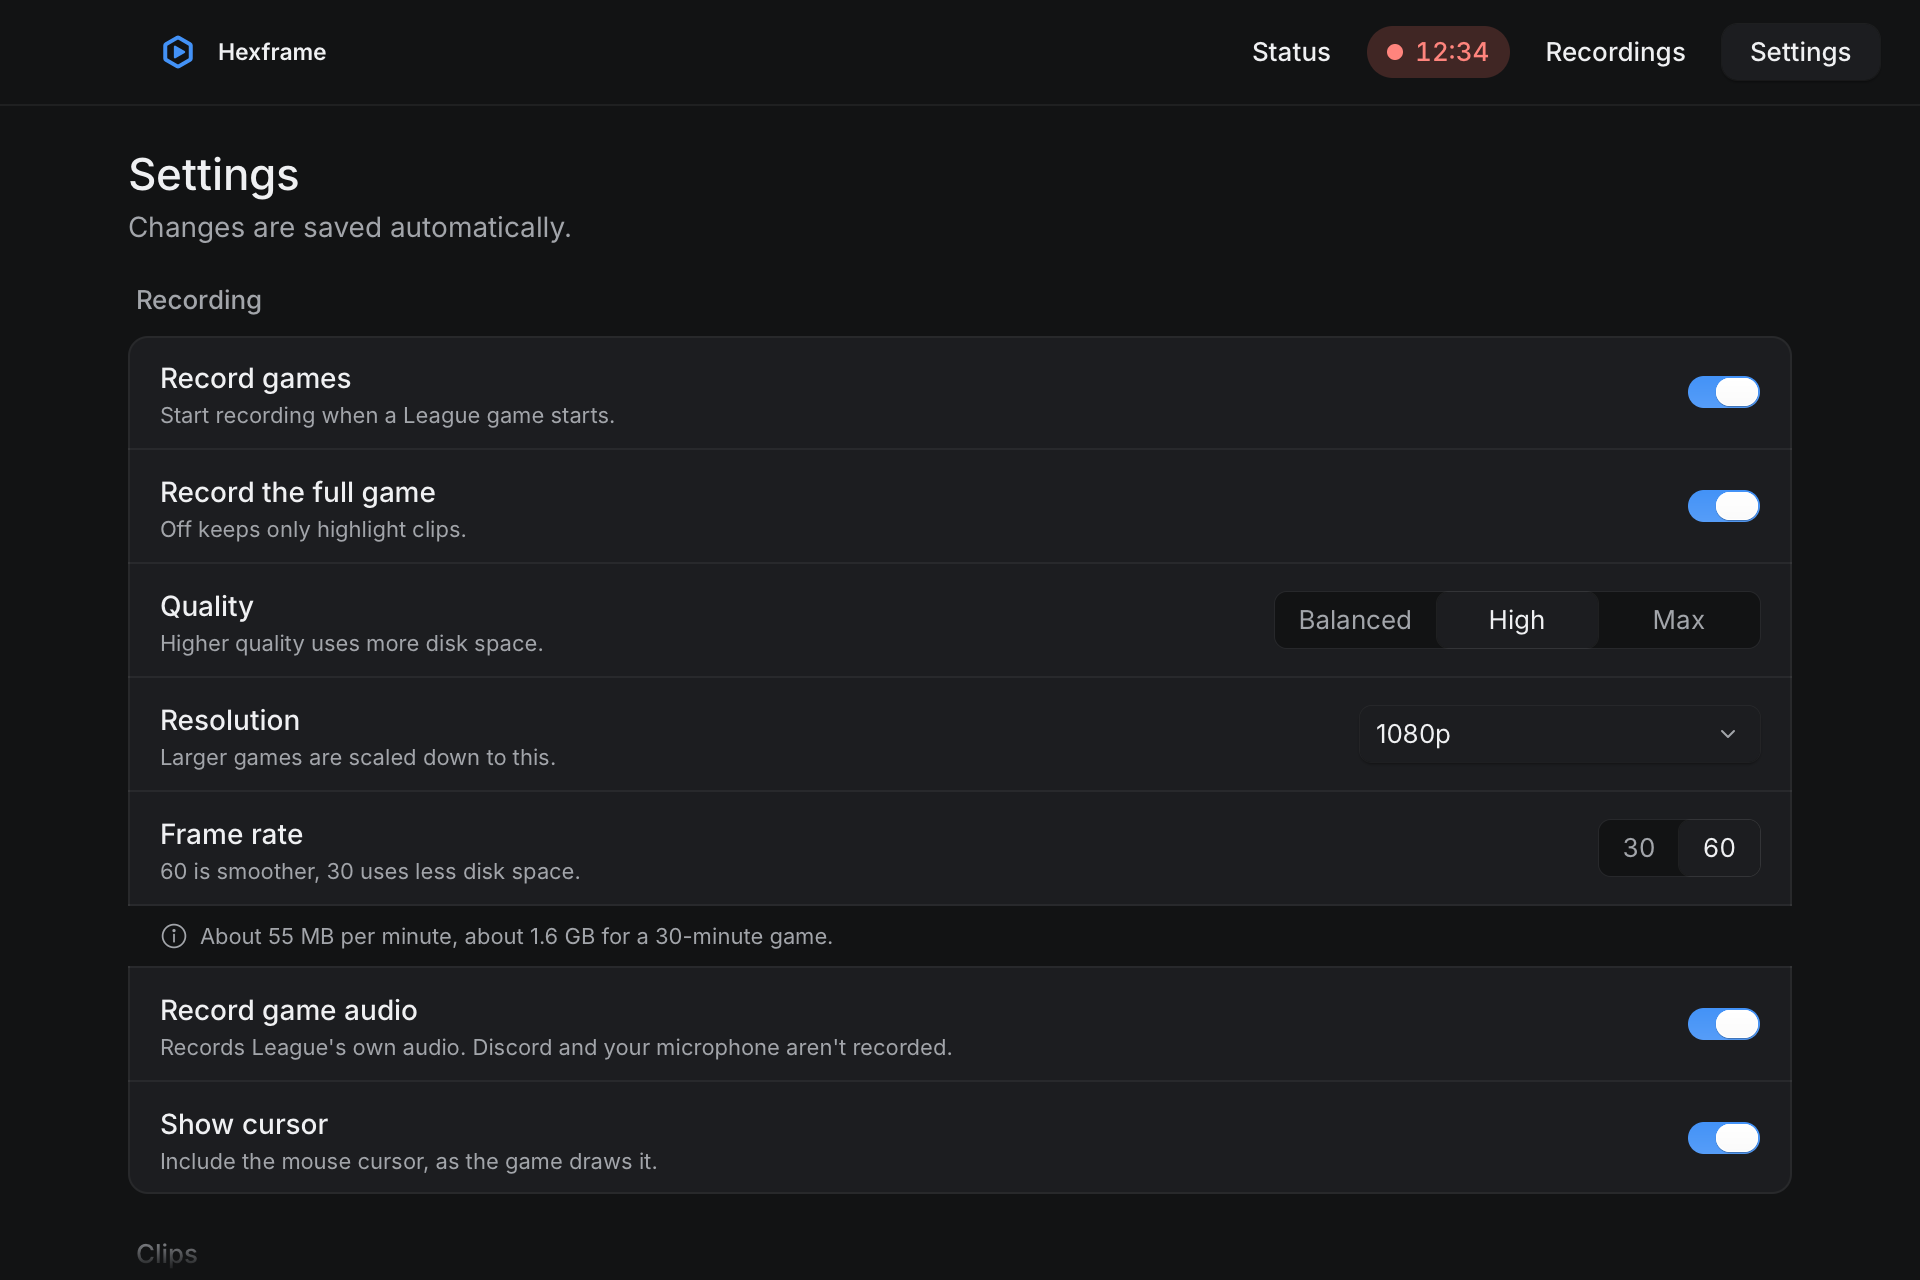 Hexframe
Status
12:34
Recordings
Settings
Settings
Changes are saved automatically.
Recording
Record games
Start recording when a League game starts.
Record the full game
Off keeps only highlight clips.
Quality
Higher quality uses more disk space.
Balanced
High
Max
Resolution
Larger games are scaled down to this.
1080p
Frame rate
60 is smoother, 30 uses less disk space.
30
60
About 55 MB per minute, about 1.6 GB for a 30-minute game.
Record game audio
Records League's own audio. Discord and your microphone aren't recorded.
Show cursor
Include the mouse cursor, as the game draws it.
Clips